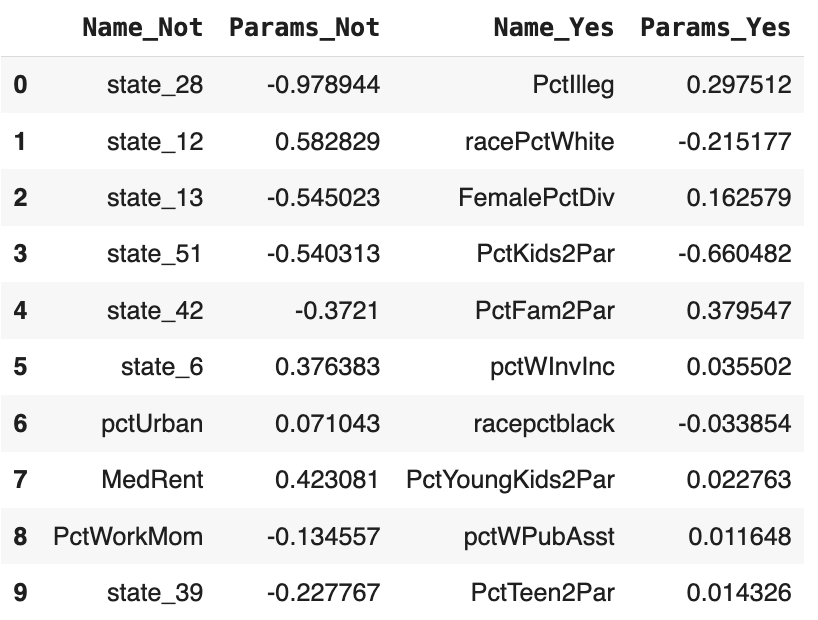 Name_Not Params_Not Name_Yes Params_Yes
0 state_28 -0.978944 PctIlleg 0.297512
1 state_12 0.582829 racePctWhite -0.215177
2 state_13 -0.545023 FemalePctDiv 0.162579
3 state_51 -0.540313 PctKids2Par -0.660482
4 state_42 -0.3721 PctFam2Par 0.379547
5 state_6 0.376383 pctWInvInc 0.035502
6 pctUrban 0.071043 racepctblack -0.033854
7 MedRent 0.423081 PctYoungKids2Par 0.022763
8 PctWorkMom -0.134557 pctWPubAsst 0.011648
9 state_39 -0.227767 PctTeen2Par 0.014326